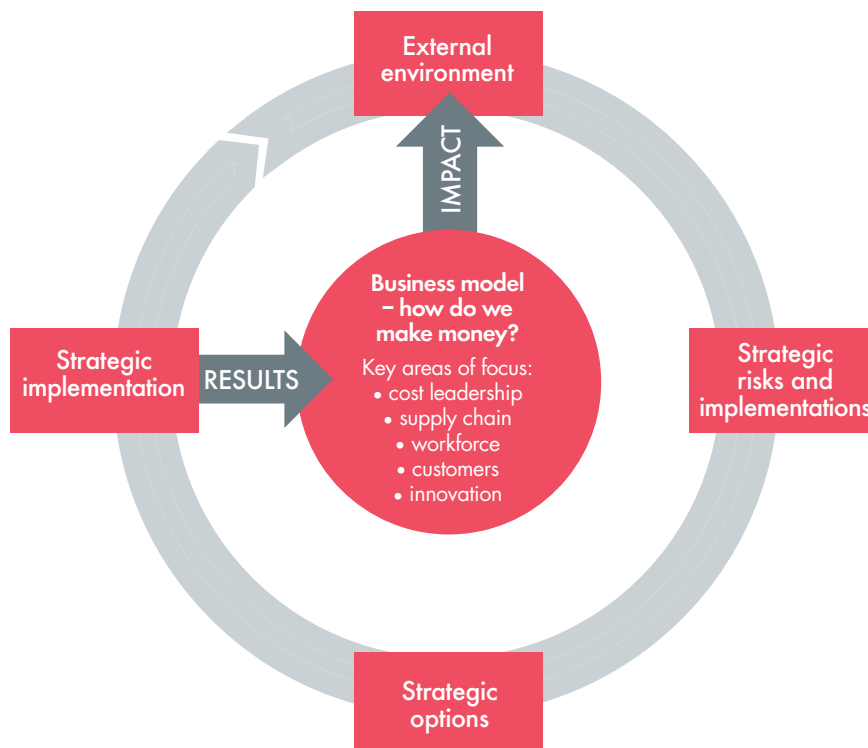 External
environment
IMPACT
Business model
– how do we
make money?
Key areas of focus:
• cost leadership
• supply chain
• workforce
• customers
• innovation
Strategic
implementation
RESULTS
Strategic
risks and
implementations
Strategic
options